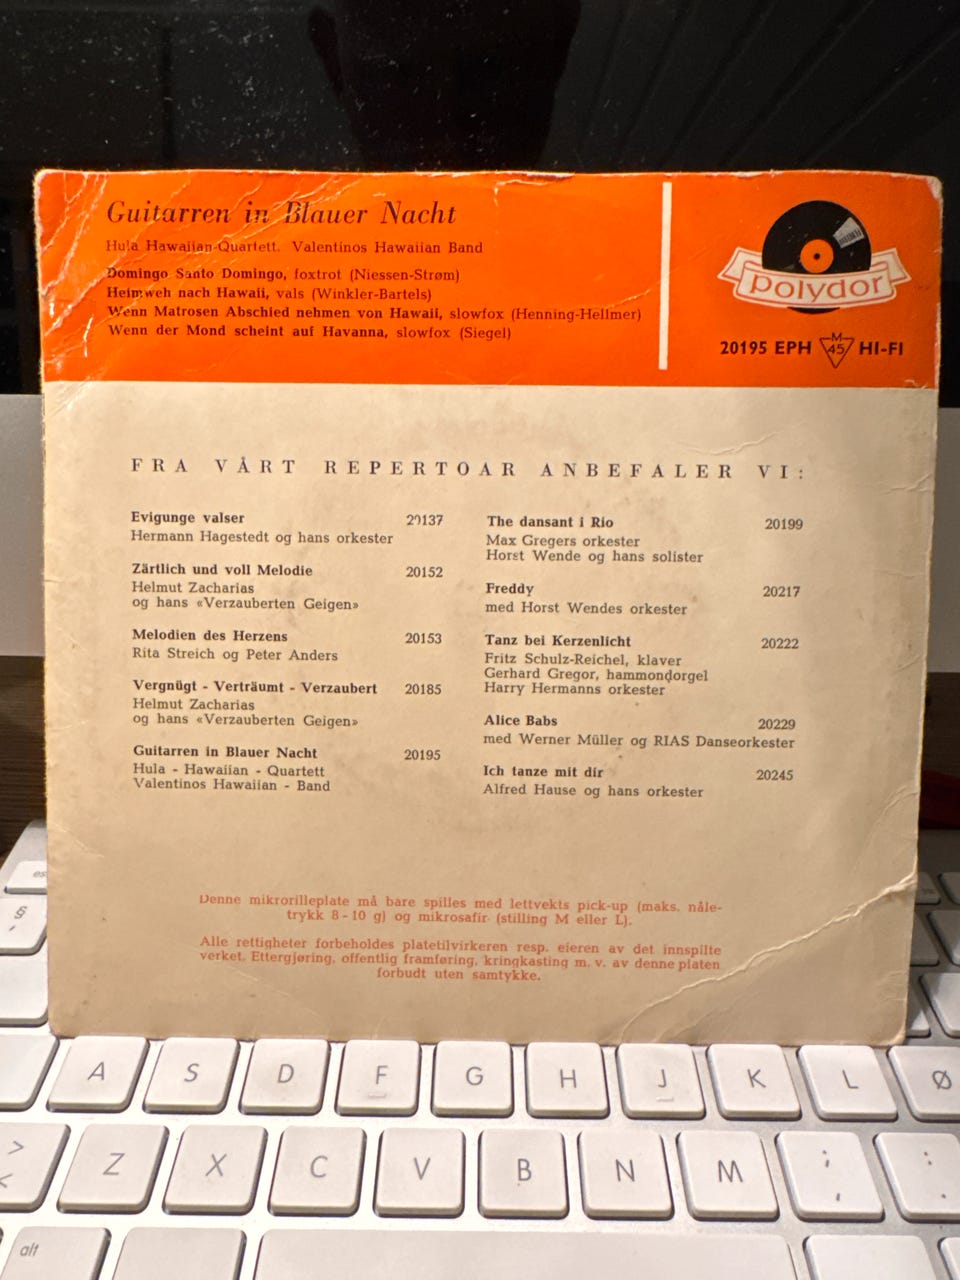 Guitarren in Blauer Nacht
Hula Hawaiian-Quartett. Valentinos Hawaiian Band
Domingo Santo Domingo, foxtrot (Niessen-Strøm)
Heimweh nach Hawaii, vals (Winkler-Bartels)
Wenn Matrosen Abschied nehmen von Hawaii, slowfox (Henning-Hellmer)
Wenn der Mond scheint auf Havanna, slowfox (Siegel)
polydor
20195 EPH M 45 HI-FI
FRA VÅRT REPERTOAR ANBEFALER VI:
Evigunge valser 20137
Hermann Hagestedt og hans orkester
Zärtlich und voll Melodie 20152
Helmut Zacharias
og hans «Verzauberten Geigen»
Melodien des Herzens 20153
Rita Streich og Peter Anders
Vergnügt - Verträumt - Verzaubert 20185
Helmut Zacharias
og hans «Verzauberten Geigen»
Guitarren in Blauer Nacht 20195
Hula - Hawaiian - Quartett
Valentinos Hawaiian - Band
The dansant i Rio 20199
Max Gregers orkester
Horst Wende og hans solister
Freddy 20217
med Horst Wendes orkester
Tanz bei Kerzenlicht 20222
Fritz Schulz-Reichel, klaver
Gerhard Gregor, hammondorgel
Harry Hermanns orkester
Alice Babs 20229
med Werner Müller og RIAS Danseorkester
Ich tanze mit dir 20245
Alfred Hause og hans orkester
Denne mikrorilleplate må bare spilles med lettvekts pick-up (maks. nåle-
trykk 8-10 g) og mikrosafir (stilling M eller L).
Alle rettigheter forbeholdes platetilvirkeren resp. eieren av det innspilte
verket. Ettergjøring, offentlig framføring, kringkasting m. v. av denne platen
forbudt uten samtykke.
es
§
'
A S D F G H J K L Ø
> < Z X C V B N M ; , : .
alt